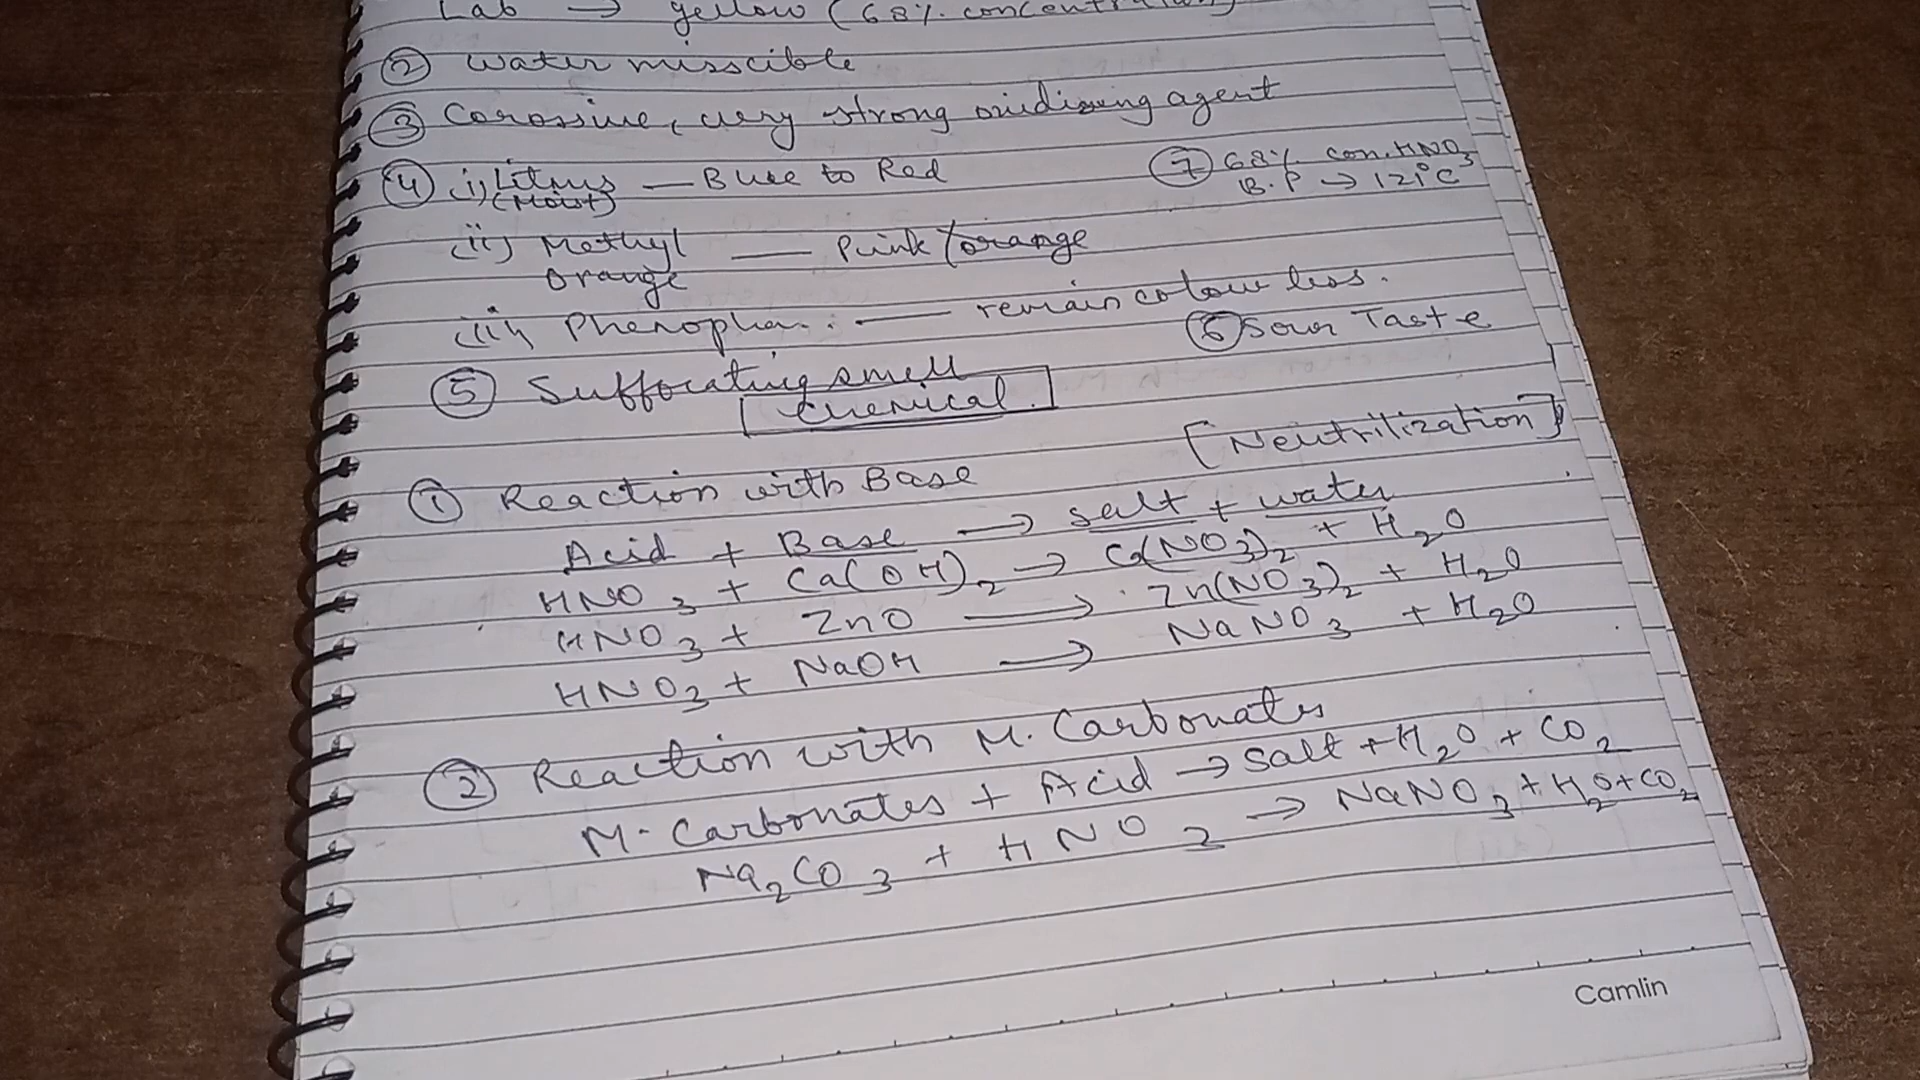 Lab → yellow (68% concentration)
② Water misscible
③ Corossive, very strong oxidizing agent
④ (i) Litmus — Blue to Red
(Moist)
⑦ 68% con. HNO3
B.P → 121°C
(ii) Methyl — Pink/orange
Orange
(iii) Phenopha.. — remain colourless.
⑥ Sour Taste
⑤ Suffocating smell
[Chemical.]
[Neutrilization]
① Reaction with Base
Acid + Base → salt + water
HNO3 + Ca(OH)2 → Ca(NO3)2 + H2O
HNO3 + ZnO → Zn(NO3)2 + H2O
HNO3 + NaOH → NaNO3 + H2O
② Reaction with M. Carbonates
M. Carbonates + Acid → salt + H2O + CO2
Na2CO3 + HNO2 → NaNO3 + H2O + CO2
Camlin